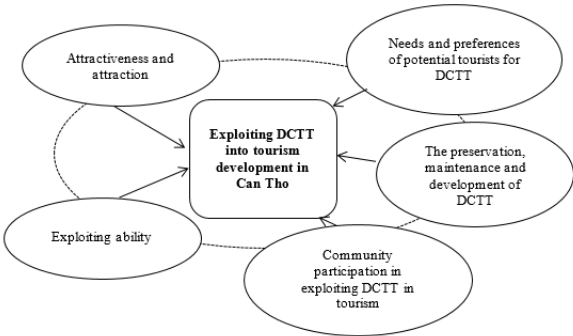 Attractiveness and
attraction
Needs and preferences
of potential tourists for
DCTT
Exploiting DCTT
into tourism
development in
Can Tho
The preservation,
maintenance and
development of
DCTT
Exploiting ability
Community
participation in
exploiting DCTT in
tourism